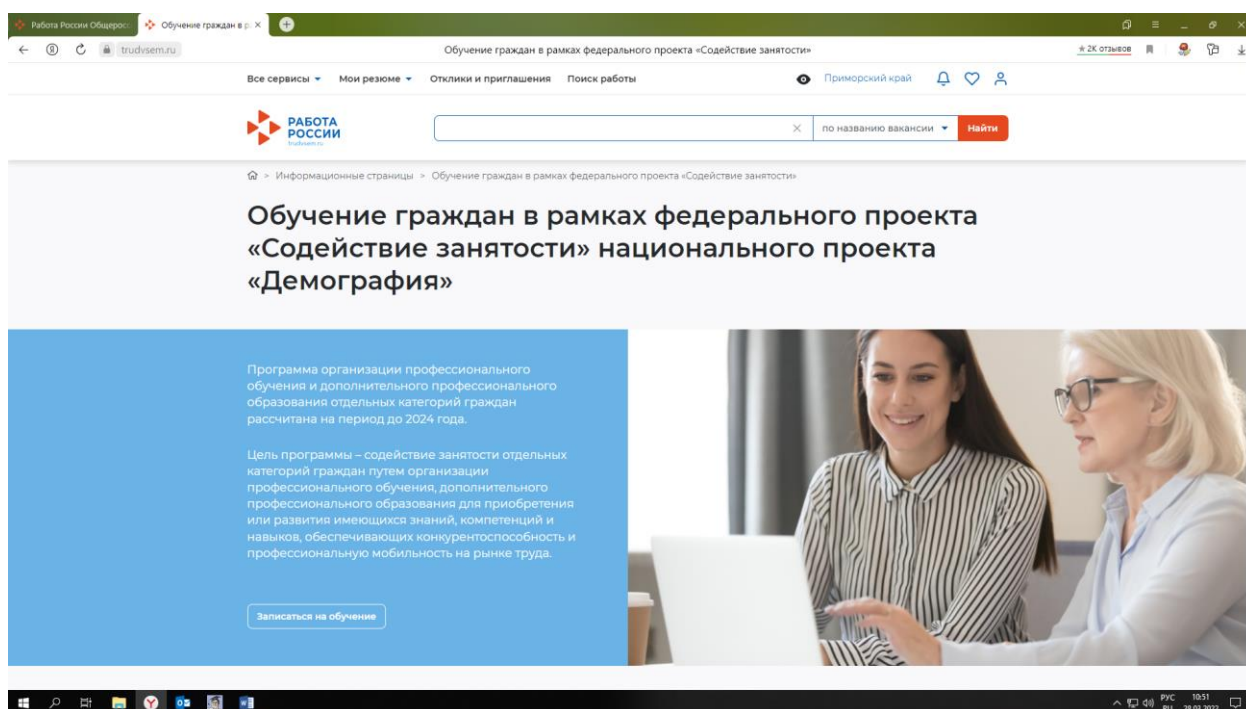 Работа России Общерос
Обучение граждан в р
trudvsem.ru
Обучение граждан в рамках федерального проекта «Содействие занятости»
2К отзывов
Все сервисы
Мои резюме
Отклики и приглашения
Поиск работы
Приморский край
РАБОТА
РОССИИ
trudvsem.ru
по названию вакансии
Найти
Информационные страницы > Обучение граждан в рамках федерального проекта «Содействие занятости»
Обучение граждан в рамках федерального проекта
«Содействие занятости» национального проекта
«Демография»
Программа организации профессионального
обучения и дополнительного профессионального
образования отдельных категорий граждан
рассчитана на период до 2024 года.
Цель программы – содействие занятости отдельных
категорий граждан путем организации
профессионального обучения, дополнительного
профессионального образования для приобретения
или развития имеющихся знаний, компетенций и
навыков, обеспечивающих конкурентоспособность и
профессиональную мобильность на рынке труда.
Записаться на обучение
РУС
10:51
RU